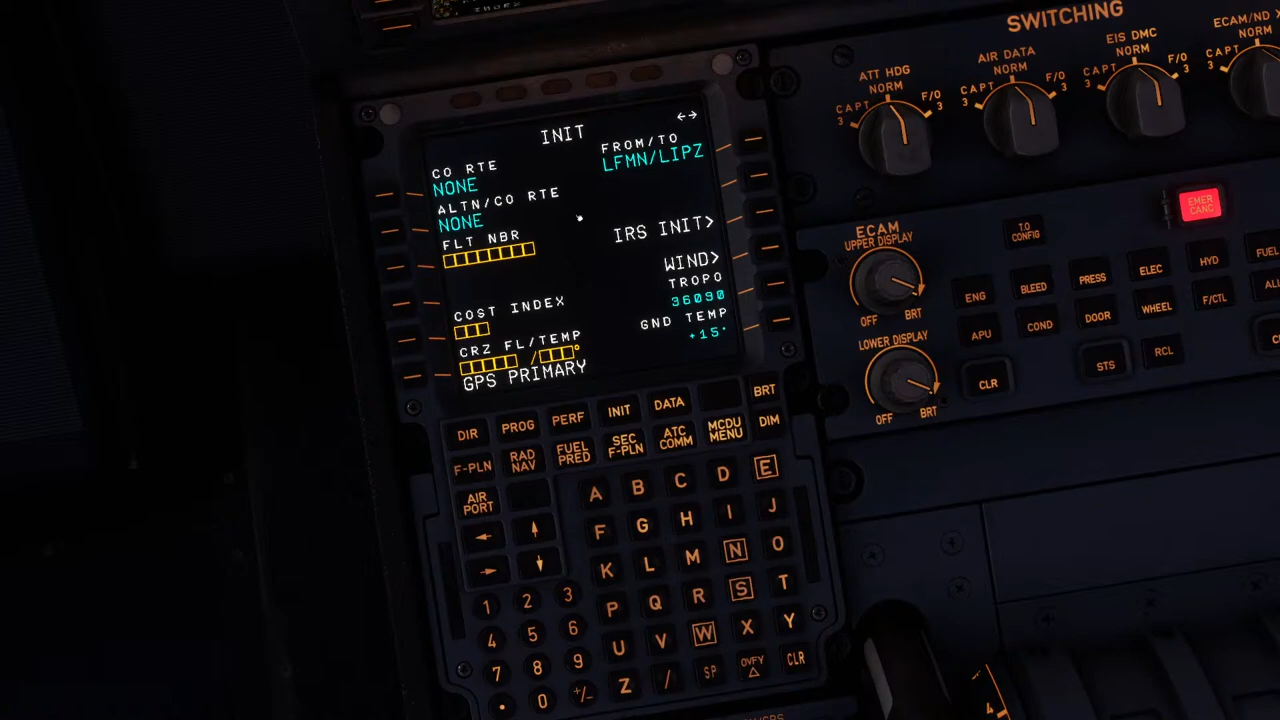 INIT ←→
CO RTE FROM/TO
NONE LFMN/LIPZ
ALTN/CO RTE
NONE
FLT NBR IRS INIT>
WIND>
TROPO
COST INDEX 36090
GND TEMP
CRZ FL/TEMP +15°
/ °
GPS PRIMARY
DIR PROG PERF INIT DATA BRT
F-PLN RAD NAV FUEL PRED SEC F-PLN ATC COMM MCDU MENU DIM
AIR PORT
← ↑
→ ↓
A B C D E
F G H I J
K L M N O
P Q R S T
U V W X Y
Z / SP OVFY △ CLR
1 2 3
4 5 6
7 8 9
. 0 +/-
SWITCHING
ATT HDG AIR DATA EIS DMC ECAM/ND
NORM NORM NORM NORM
CAPT 3 F/O 3 CAPT 3 F/O 3 CAPT 3 F/O 3 CAPT 3
ECAM
UPPER DISPLAY
OFF BRT
LOWER DISPLAY
OFF BRT
T.O CONFIG
EMER CANC
ENG BLEED PRESS ELEC HYD FUEL
APU COND DOOR WHEEL F/CTL
CLR STS RCL
4